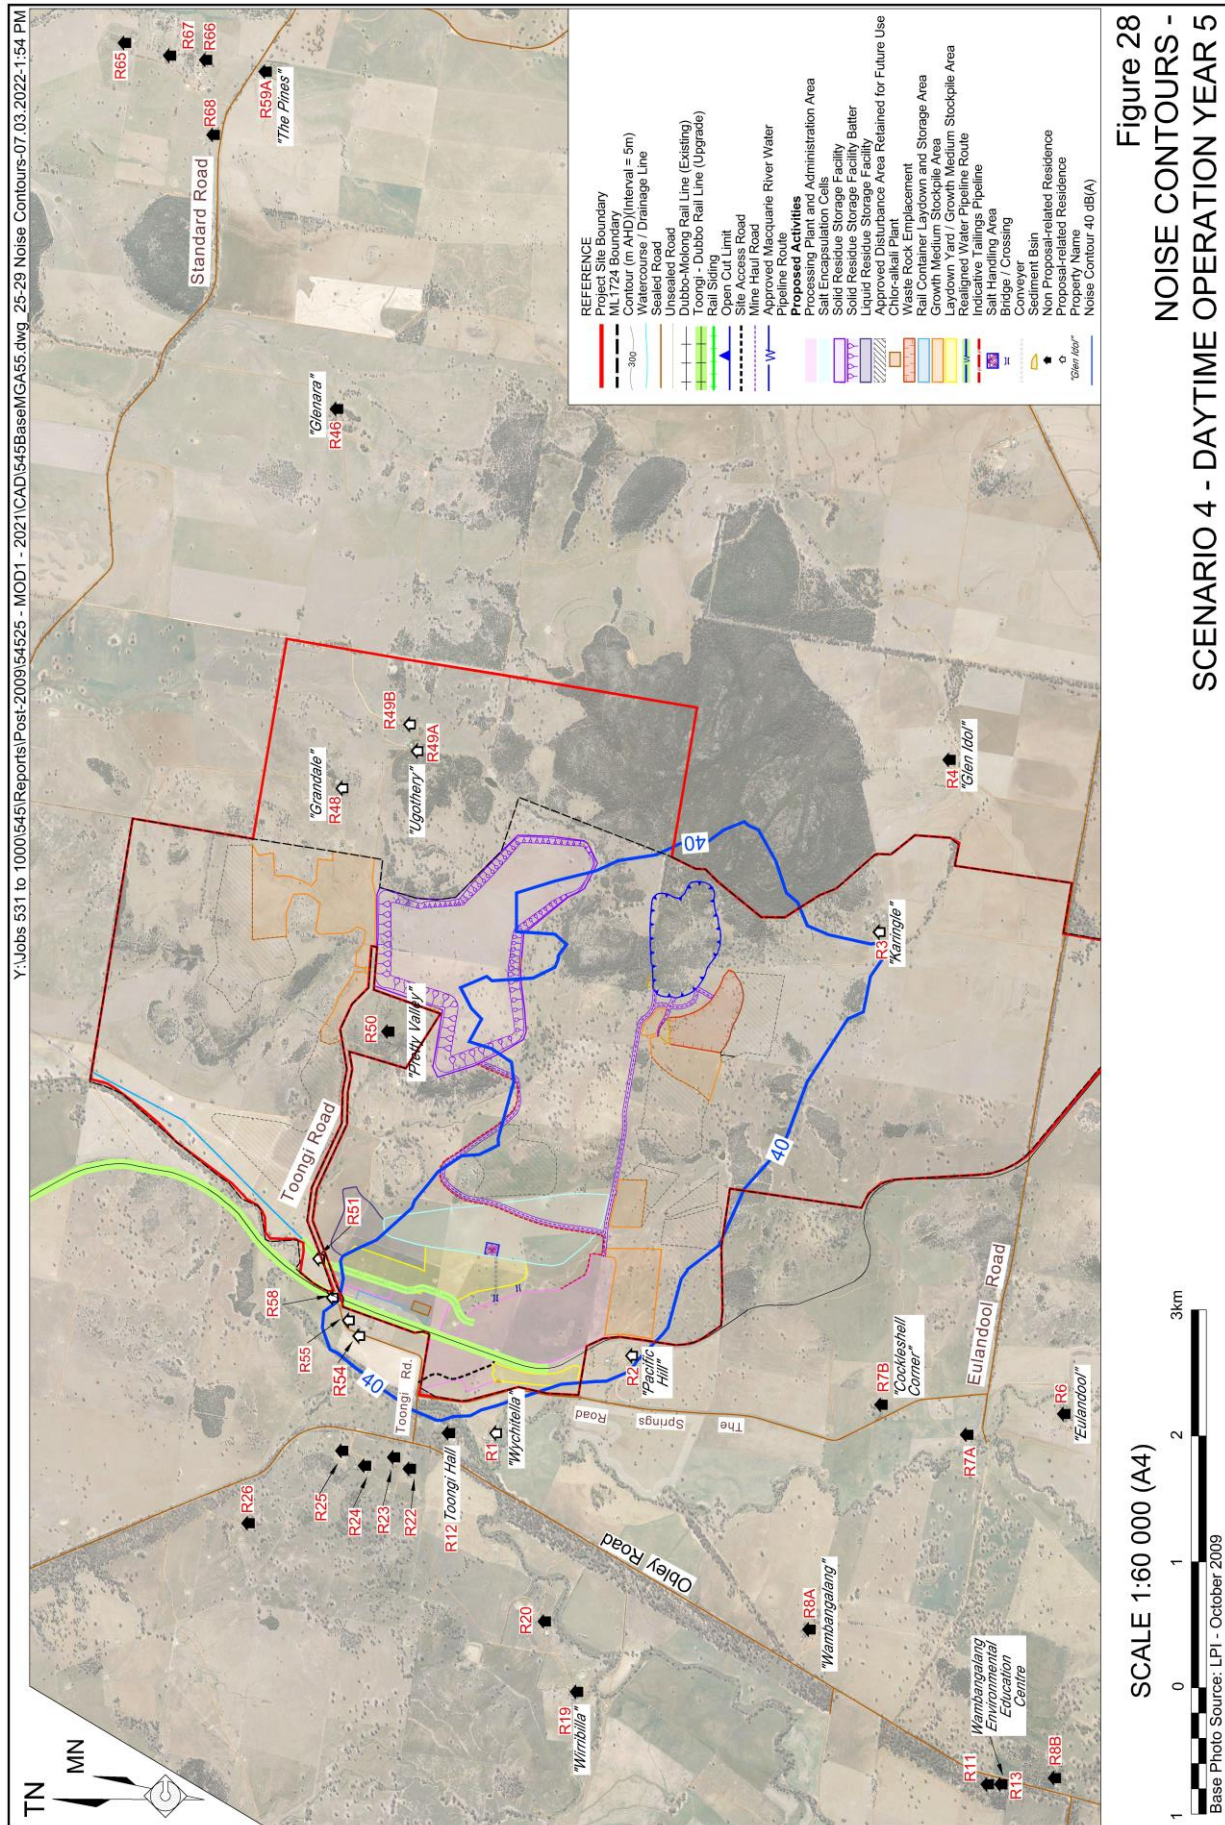 Y:\Jobs 531 to 1000\545\Reports\Post-2009\54525 - MOD1 - 2021\CAD\545BaseMGA55.dwg_25-29 Noise Contours-07.03.2022-1:54 PM
TN
MN
R65
R67
R66
R68
R59A
"The Pines"
Standard Road
"Glenara"
R46
"Grandale"
R48
R49B
R49A
"Ugothery"
R50
"Pretty Valley"
Toongi Road
R51
R58
R55
R54
40
Toongi Rd.
R26
R25
R24
R23
R22
R12 Toongi Hall
R1
"Wychitella"
R2
"Pacific
Hill"
The
Springs
Road
R20
R19
"Wirribilla"
Obley Road
R8A
"Wambangalang"
R7B
"Cockleshell
Corner"
R7A
Eulandool Road
R6
"Eulandool"
R11
R13
Wambangalang
Environmental
Education
Centre
R8B
40
40
R3
"Karingle"
R4
"Glen Idol"
REFERENCE
Project Site Boundary
ML1724 Boundary
300
Contour (m AHD)(Interval = 5m)
Watercourse / Drainage Line
Sealed Road
Unsealed Road
Dubbo-Molong Rail Line (Existing)
Toongi - Dubbo Rail Line (Upgrade)
Rail Siding
Open Cut Limit
Site Access Road
Mine Haul Road
W
Approved Macquarie River Water
Pipeline Route
Proposed Activities
Processing Plant and Administration Area
Salt Encapsulation Cells
Solid Residue Storage Facility
Solid Residue Storage Facility Batter
Liquid Residue Storage Facility
Approved Disturbance Area Retained for Future Use
Chlor-alkali Plant
Waste Rock Emplacement
Rail Container Laydown and Storage Area
Growth Medium Stockpile Area
Laydown Yard / Growth Medium Stockpile Area
W
Realigned Water Pipeline Route
Indicative Tailings Pipeline
Salt Handling Area
Bridge / Crossing
Conveyer
Sediment Bsin
Non Proposal-related Residence
Proposal-related Residence
"Glen Idol"
Property Name
Noise Contour 40 dB(A)
SCALE 1:60 000 (A4)
1 0 1 2 3km
Base Photo Source: LPI - October 2009
Figure 28
NOISE CONTOURS -
SCENARIO 4 - DAYTIME OPERATION YEAR 5